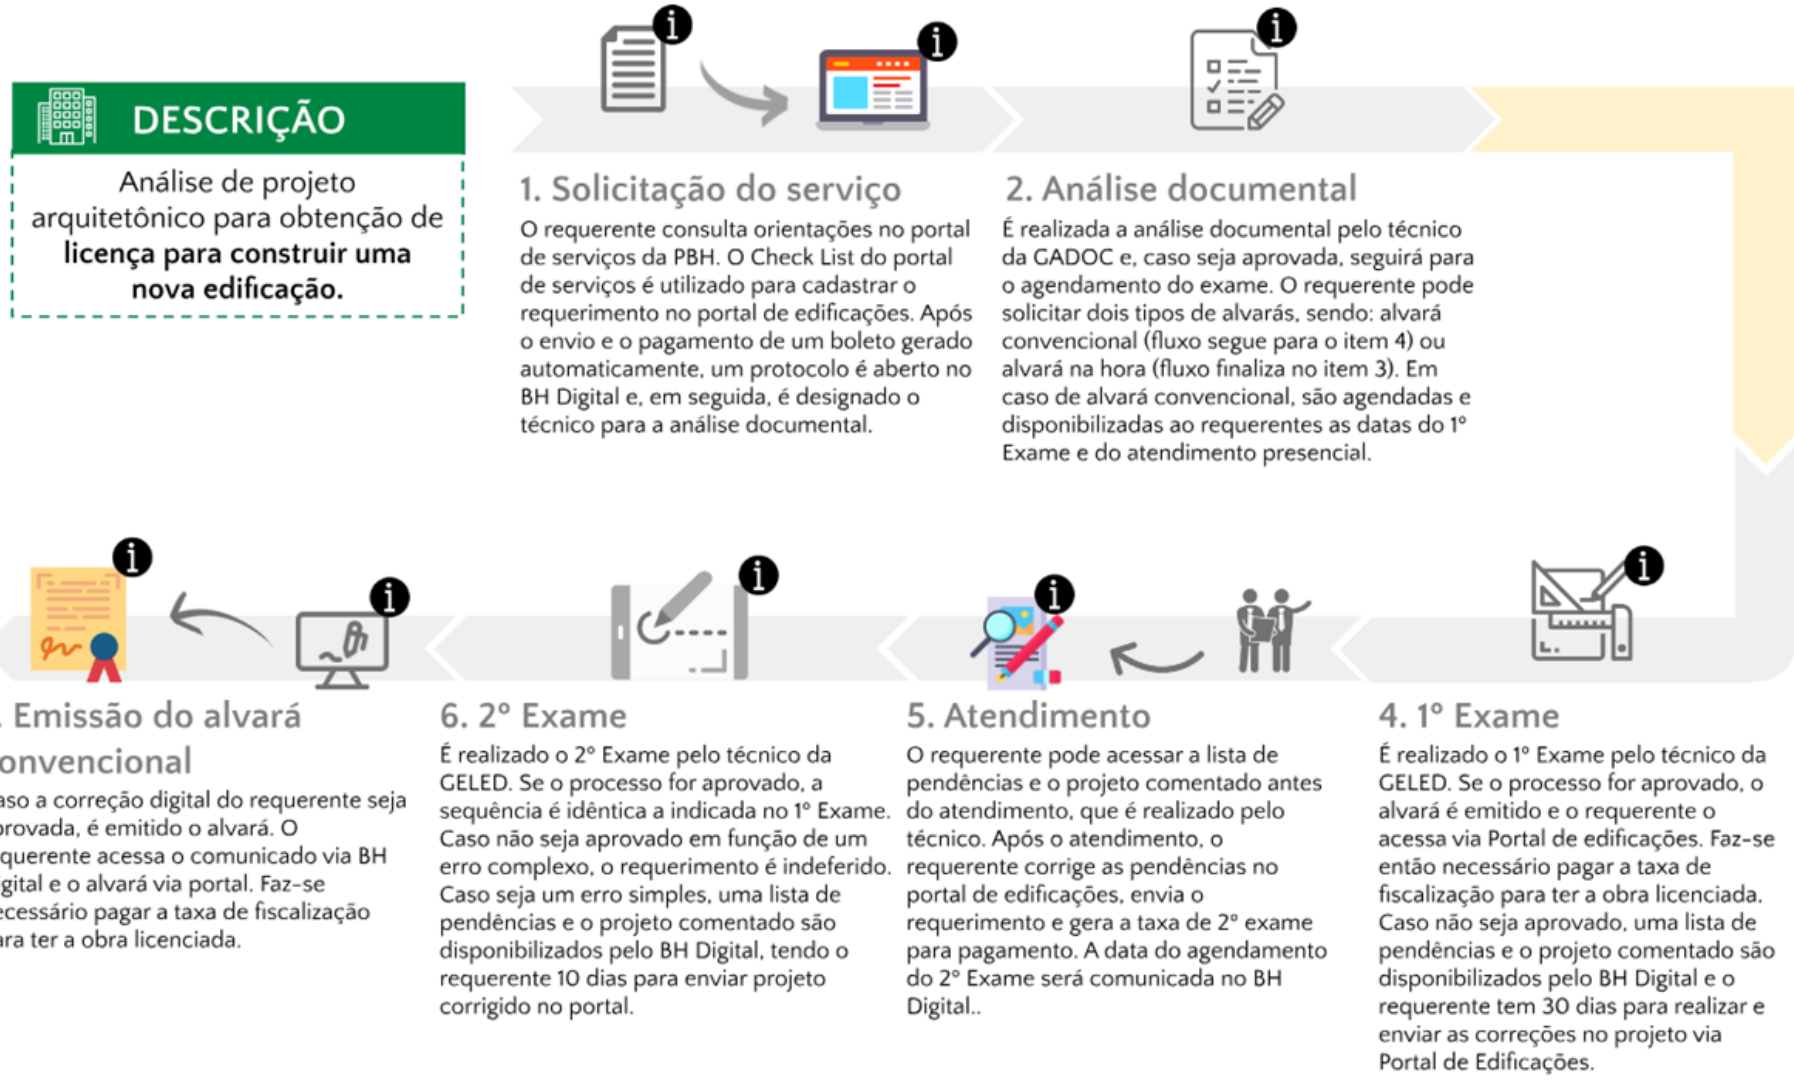 DESCRIÇÃO
Análise de projeto
arquitetônico para obtenção de
licença para construir uma
nova edificação.
1. Solicitação do serviço
O requerente consulta orientações no portal
de serviços da PBH. O Check List do portal
de serviços é utilizado para cadastrar o
requerimento no portal de edificações. Após
o envio e o pagamento de um boleto gerado
automaticamente, um protocolo é aberto no
BH Digital e, em seguida, é designado o
técnico para a análise documental.
2. Análise documental
É realizada a análise documental pelo técnico
da GADOC e, caso seja aprovada, seguirá para
o agendamento do exame. O requerente pode
solicitar dois tipos de alvarás, sendo: alvará
convencional (fluxo segue para o item 4) ou
alvará na hora (fluxo finaliza no item 3). Em
caso de alvará convencional, são agendadas e
disponibilizadas ao requerentes as datas do 1º
Exame e do atendimento presencial.
. Emissão do alvará
onvencional
aso a correção digital do requerente seja
provada, é emitido o alvará. O
querente acessa o comunicado via BH
gital e o alvará via portal. Faz-se
ecessário pagar a taxa de fiscalização
ara ter a obra licenciada.
6. 2º Exame
É realizado o 2º Exame pelo técnico da
GELED. Se o processo for aprovado, a
sequência é idêntica a indicada no 1º Exame.
Caso não seja aprovado em função de um
erro complexo, o requerimento é indeferido.
Caso seja um erro simples, uma lista de
pendências e o projeto comentado são
disponibilizados pelo BH Digital, tendo o
requerente 10 dias para enviar projeto
corrigido no portal.
5. Atendimento
O requerente pode acessar a lista de
pendências e o projeto comentado antes
do atendimento, que é realizado pelo
técnico. Após o atendimento, o
requerente corrige as pendências no
portal de edificações, envia o
requerimento e gera a taxa de 2º exame
para pagamento. A data do agendamento
do 2º Exame será comunicada no BH
Digital..
4. 1º Exame
É realizado o 1º Exame pelo técnico da
GELED. Se o processo for aprovado, o
alvará é emitido e o requerente o
acessa via Portal de edificações. Faz-se
então necessário pagar a taxa de
fiscalização para ter a obra licenciada.
Caso não seja aprovado, uma lista de
pendências e o projeto comentado são
disponibilizados pelo BH Digital e o
requerente tem 30 dias para realizar e
enviar as correções no projeto via
Portal de Edificações.